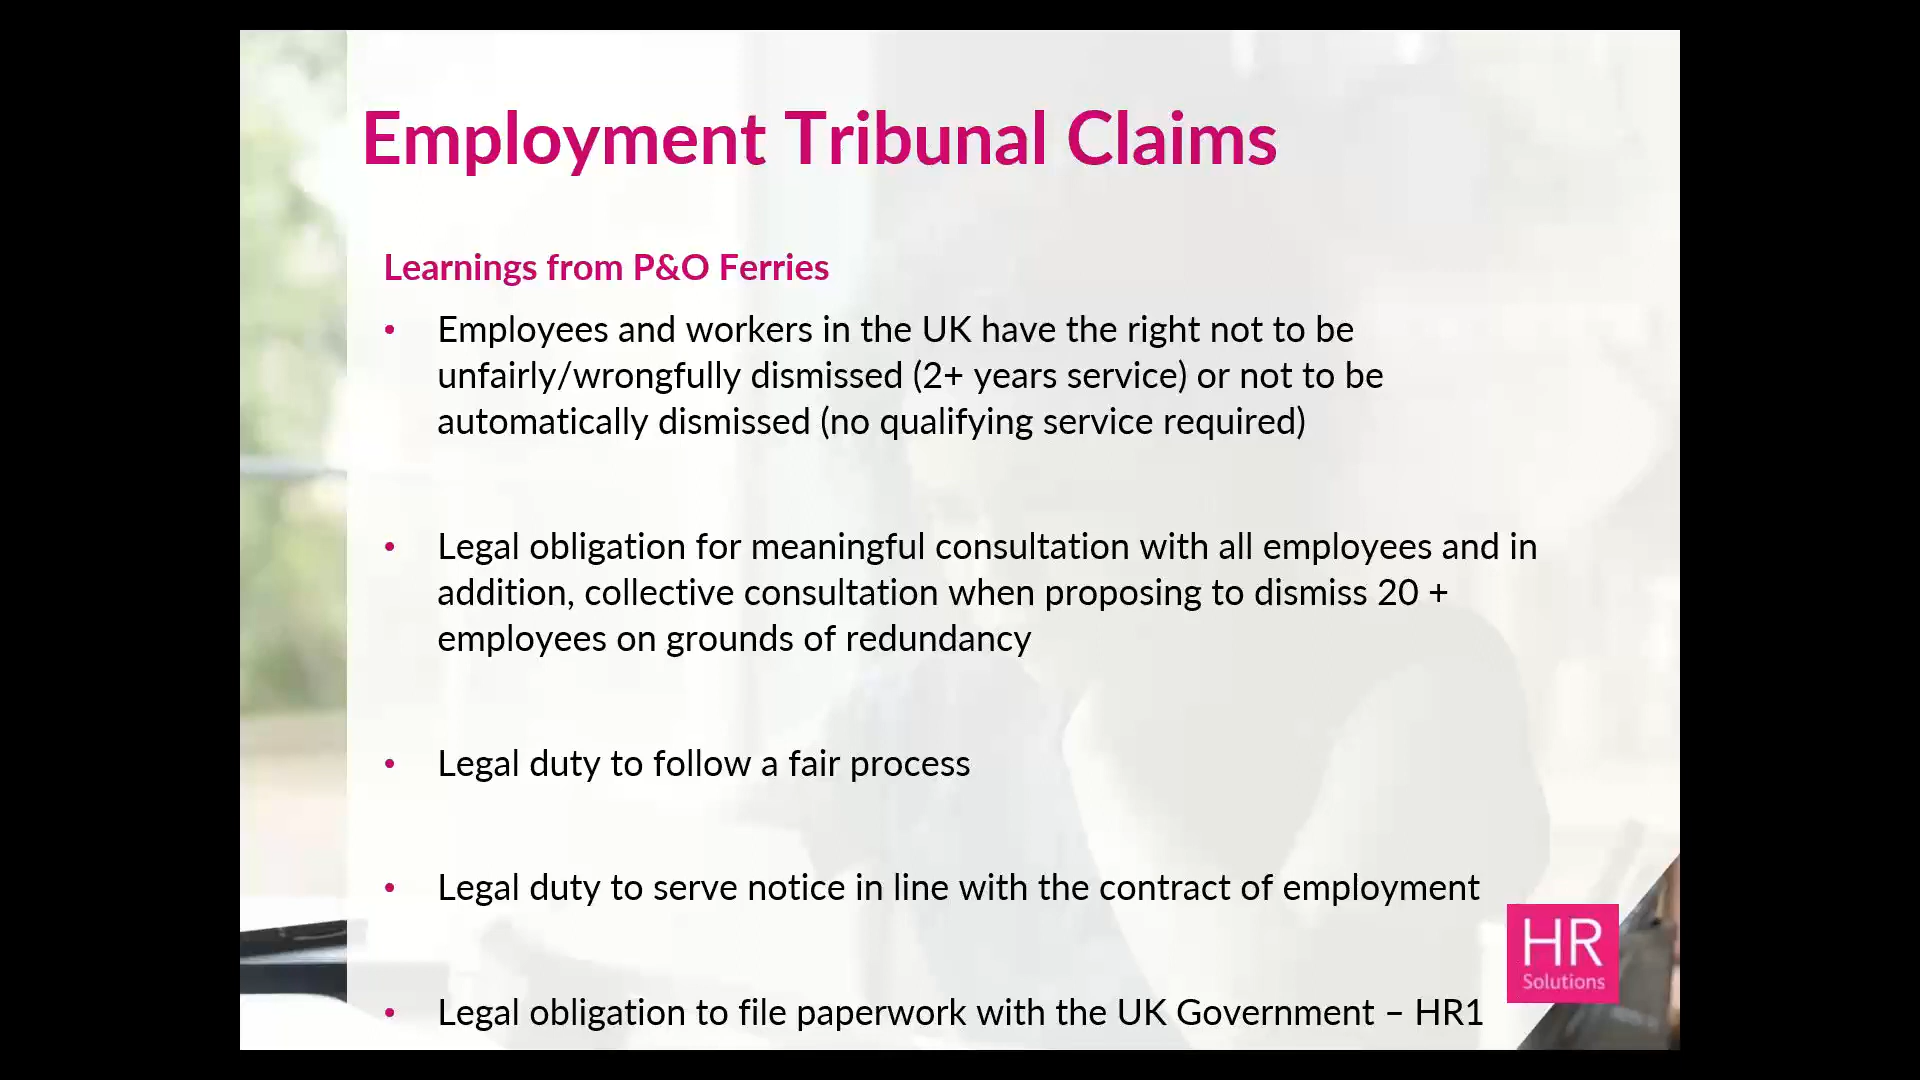 Employment Tribunal Claims
Learnings from P&O Ferries
• Employees and workers in the UK have the right not to be
unfairly/wrongfully dismissed (2+ years service) or not to be
automatically dismissed (no qualifying service required)
• Legal obligation for meaningful consultation with all employees and in
addition, collective consultation when proposing to dismiss 20 +
employees on grounds of redundancy
• Legal duty to follow a fair process
• Legal duty to serve notice in line with the contract of employment
• Legal obligation to file paperwork with the UK Government – HR1
HR
Solutions